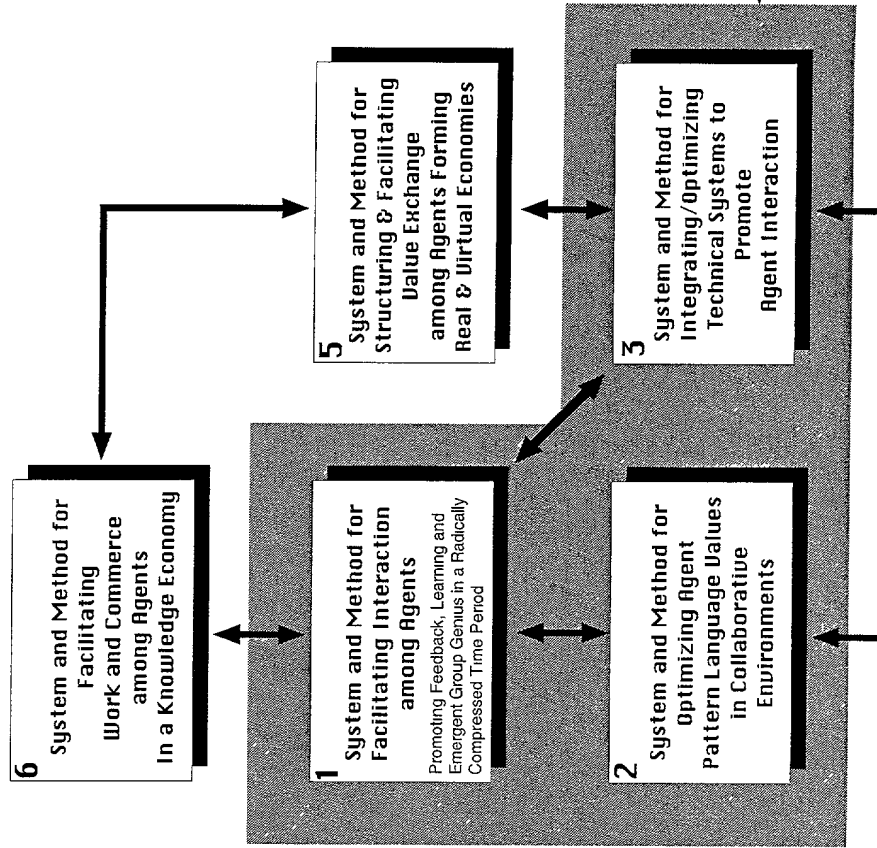 6
System and Method for
Facilitating
Work and Commerce
among Agents
In a Knowledge Economy
1
System and Method for
Facilitating Interaction
among Agents
Promoting Feedback, Learning and
Emergent Group Genius in a Radically
Compressed Time Period
5
System and Method for
Structuring & Facilitating
Value Exchange
among Agents Forming
Real & Virtual Economies
2
System and Method for
Optimizing Agent
Pattern Language Values
in Collaborative
Environments
3
System and Method for
Integrating/Optimizing
Technical Systems to
Promote
Agent Interaction